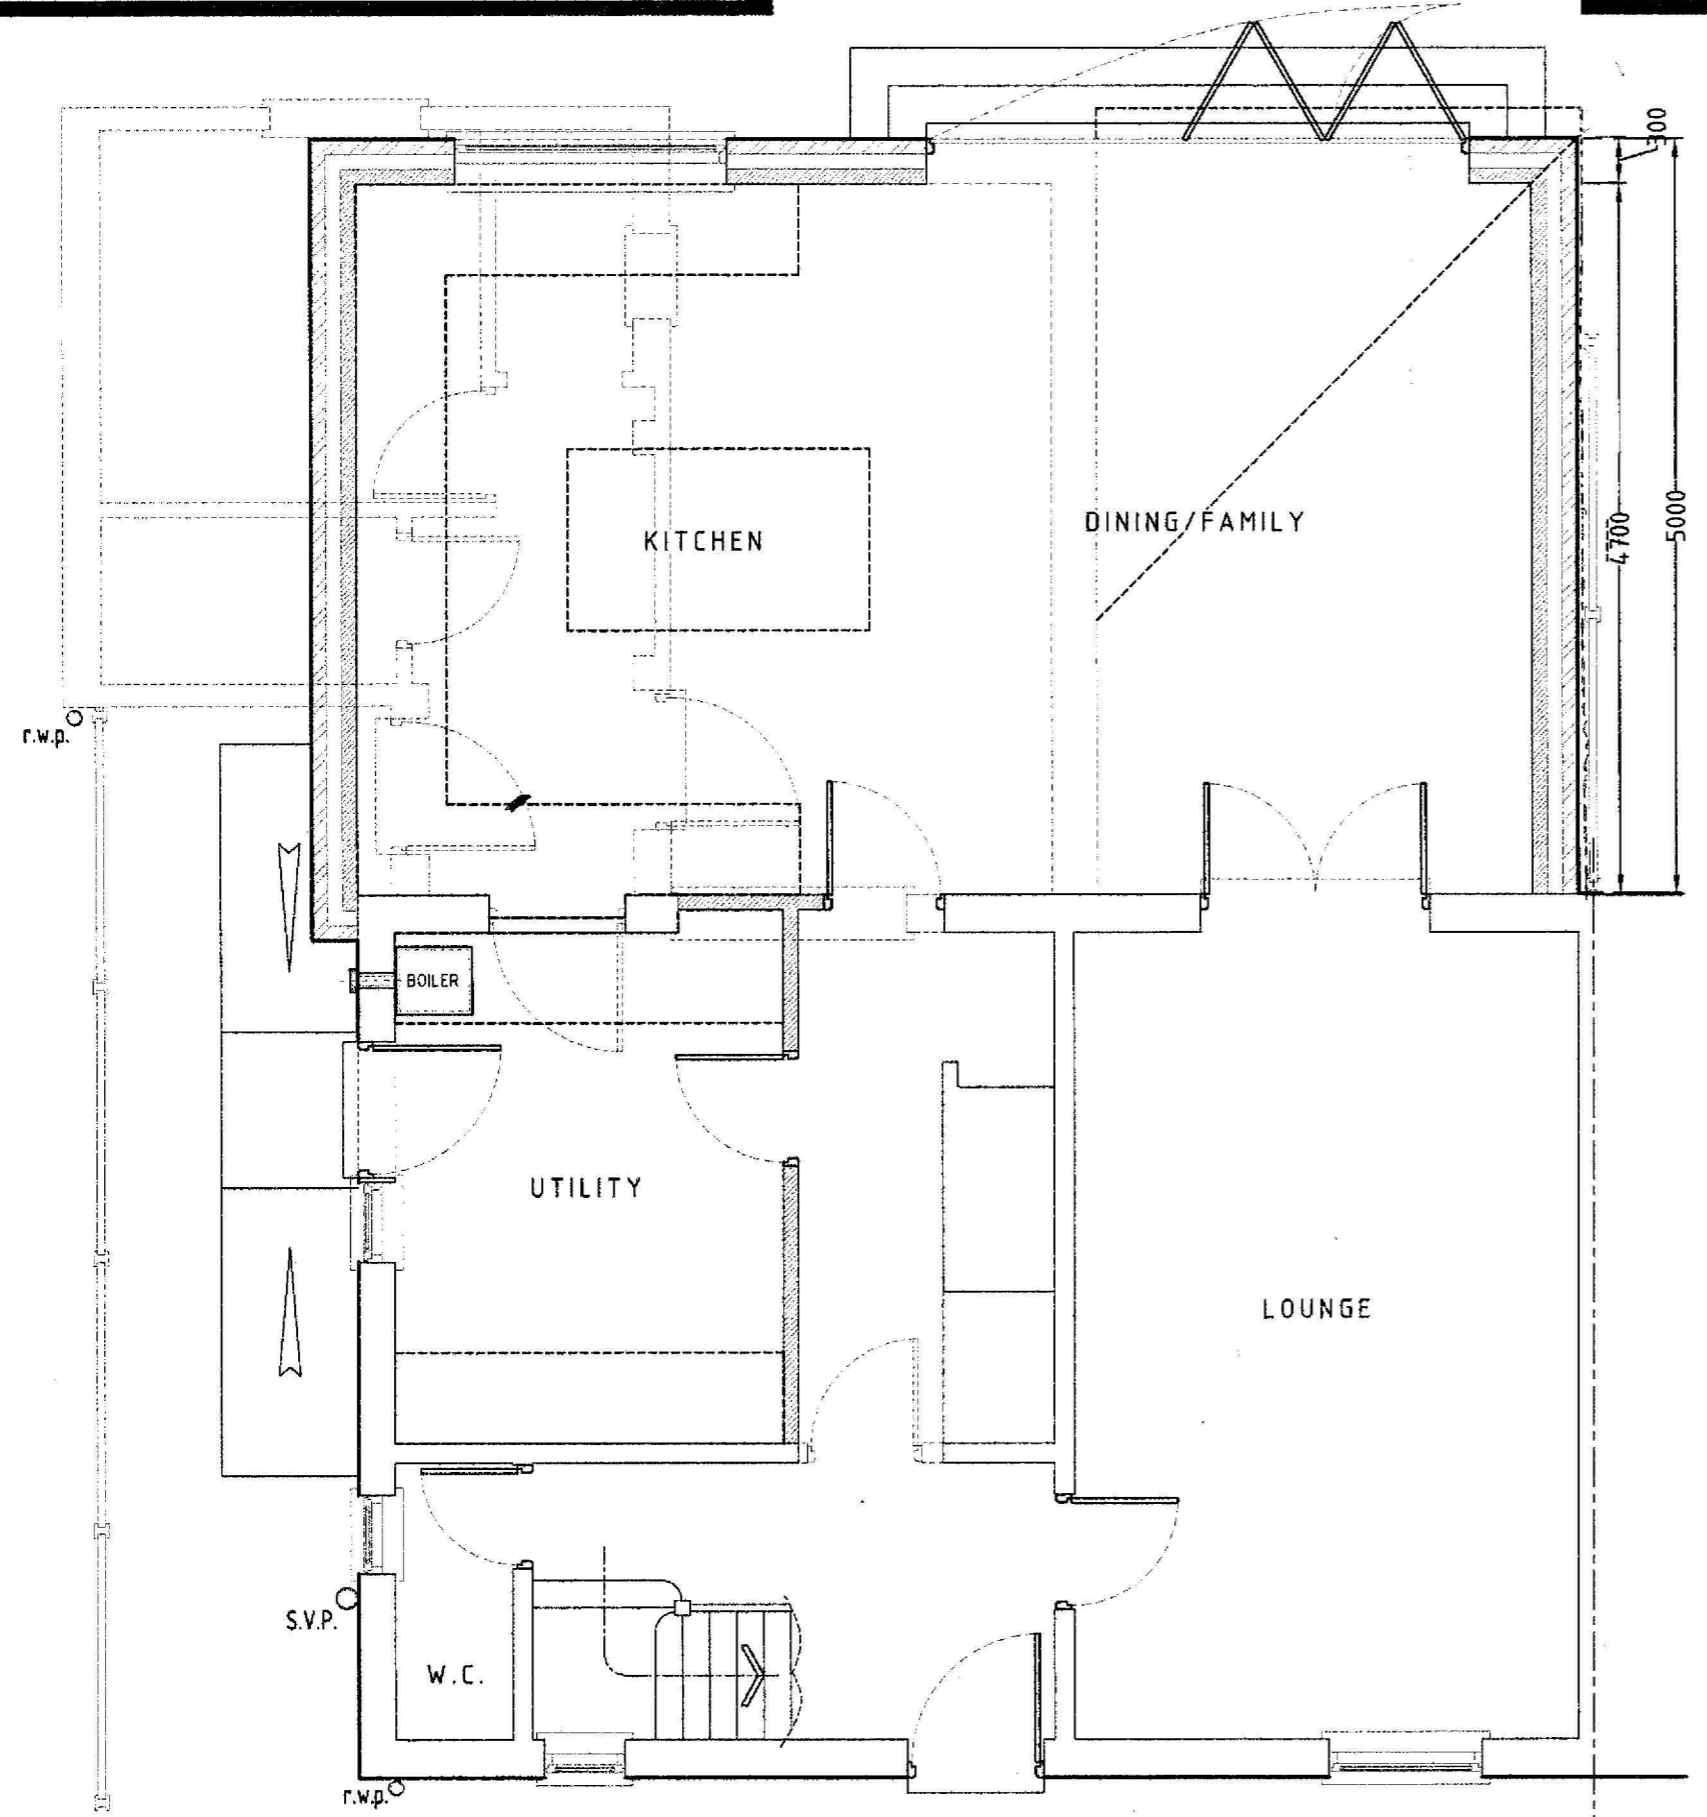 300
KITCHEN
DINING/FAMILY
4700
5000
r.w.p.
BOILER
UTILITY
LOUNGE
S.V.P.
W.C.
r.w.p.